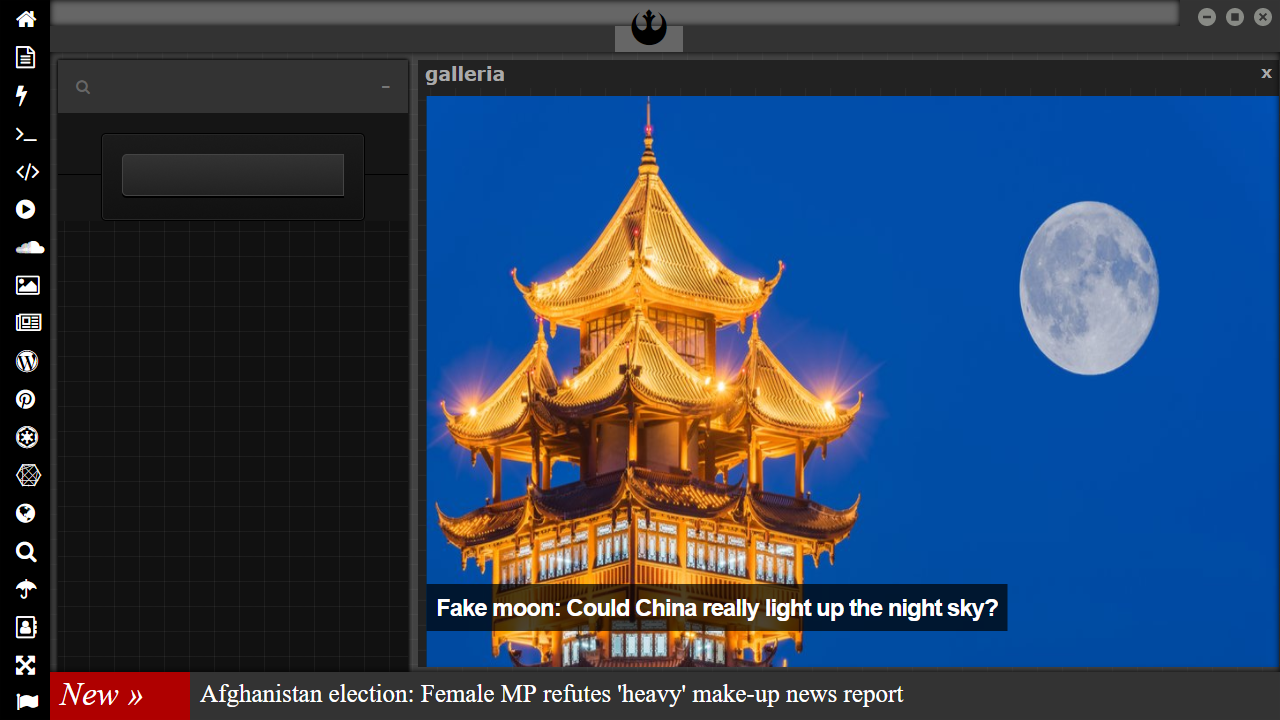 galleria
x
Fake moon: Could China really light up the night sky?
New » Afghanistan election: Female MP refutes 'heavy' make-up news report